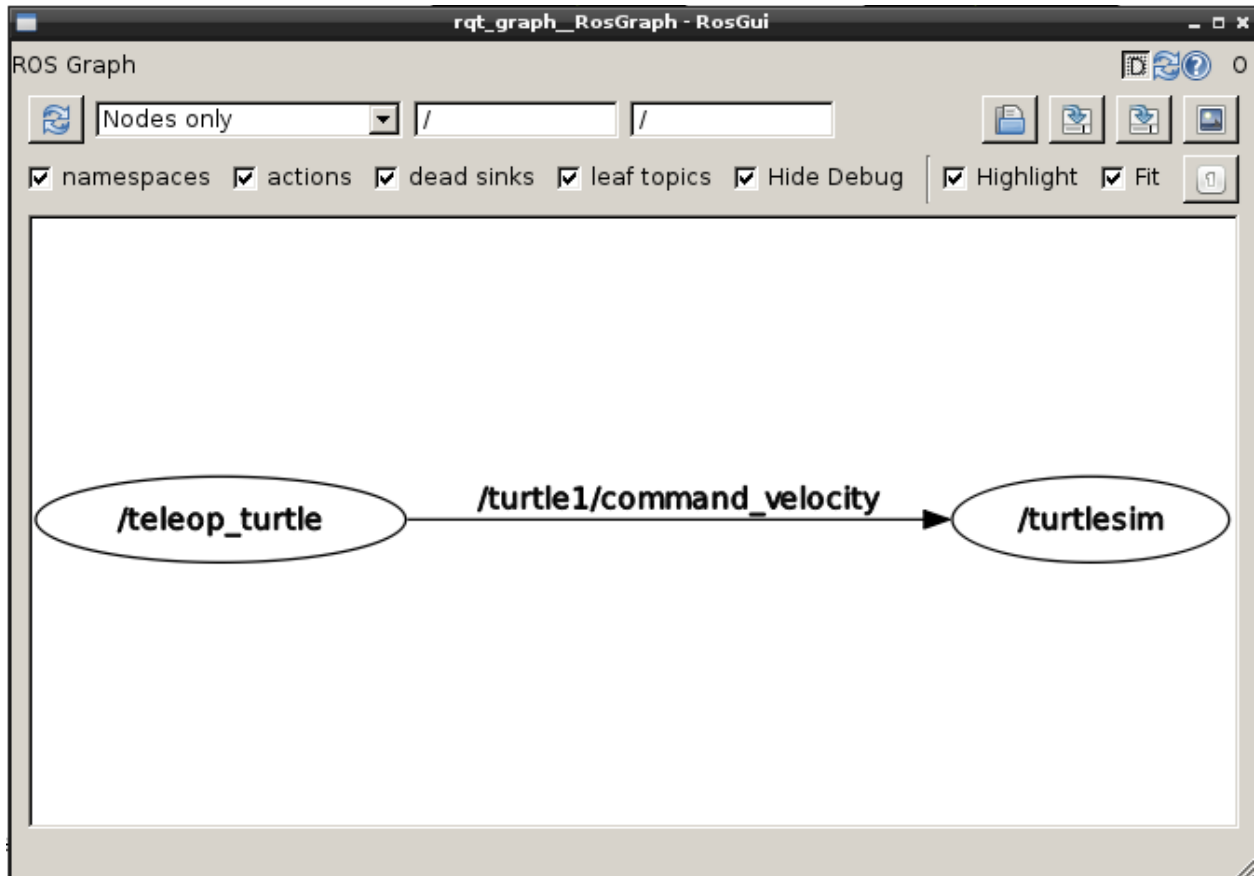 rqt_graph__RosGraph - RosGui
ROS Graph D ? O
Nodes only / /
namespaces actions dead sinks leaf topics Hide Debug Highlight Fit 1
/teleop_turtle /turtle1/command_velocity /turtlesim